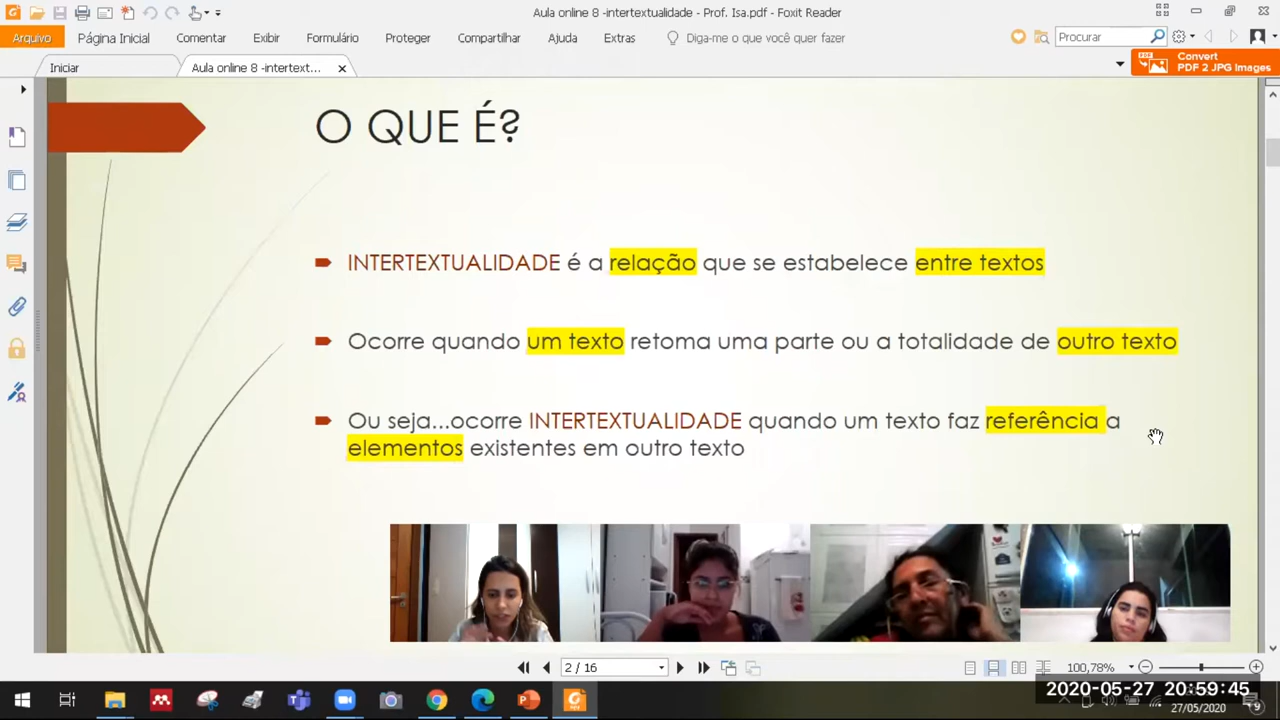 Aula online 8 -intertextualidade - Prof. Isa.pdf - Foxit Reader
Arquivo Página Inicial Comentar Exibir Formulário Proteger Compartilhar Ajuda Extras Diga-me o que você quer fazer Procurar
Iniciar Aula online 8 -intertext... Convert
PDF 2 JPG Images
O QUE É?
INTERTEXTUALIDADE é a relação que se estabelece entre textos
Ocorre quando um texto retoma uma parte ou a totalidade de outro texto
Ou seja...ocorre INTERTEXTUALIDADE quando um texto faz referência a
elementos existentes em outro texto
2 / 16 100,78%
2020-05-27 20:59:45
27/05/2020